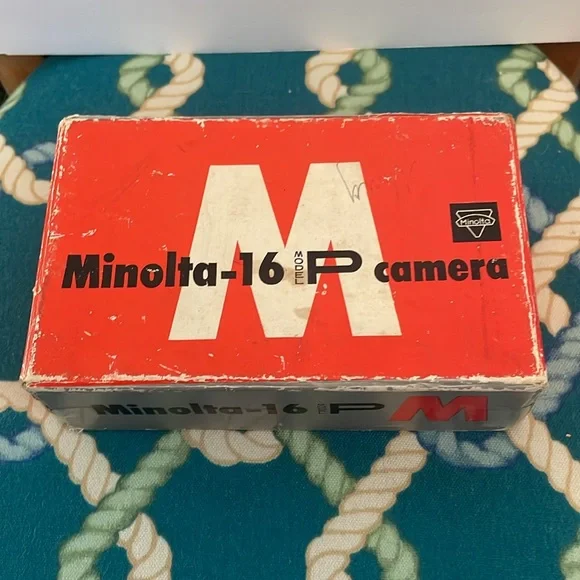 M
Minolta-16 MODEL P camera
Minolta
Minolta-16 MODEL P M